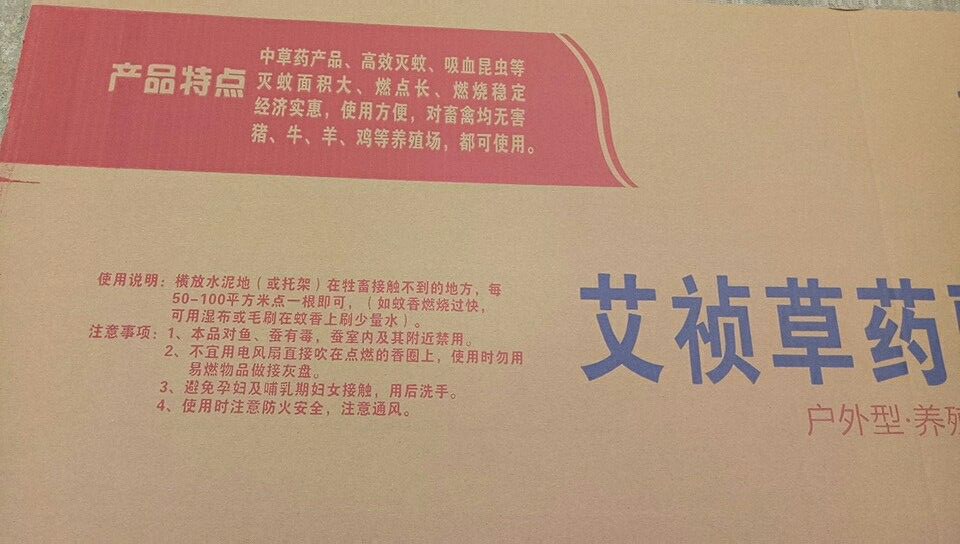 产品特点
中草药产品、高效灭蚊、吸血昆虫等
灭蚊面积大、燃点长、燃烧稳定
经济实惠，使用方便，对畜禽均无害
猪、牛、羊、鸡等养殖场，都可使用。
使用说明：横放水泥地（或托架）在牲畜接触不到的地方，每
50-100平方米点一根即可，（如蚊香燃烧过快，
可用湿布或毛刷在蚊香上刷少量水）。
注意事项：1、本品对鱼、蚕有毒，蚕室内及其附近禁用。
2、不宜用电风扇直接吹在点燃的香圈上，使用时勿用
易燃物品做接灰盘。
3、避免孕妇及哺乳期妇女接触，用后洗手。
4、使用时注意防火安全，注意通风。
艾祯草药
户外型·养殖